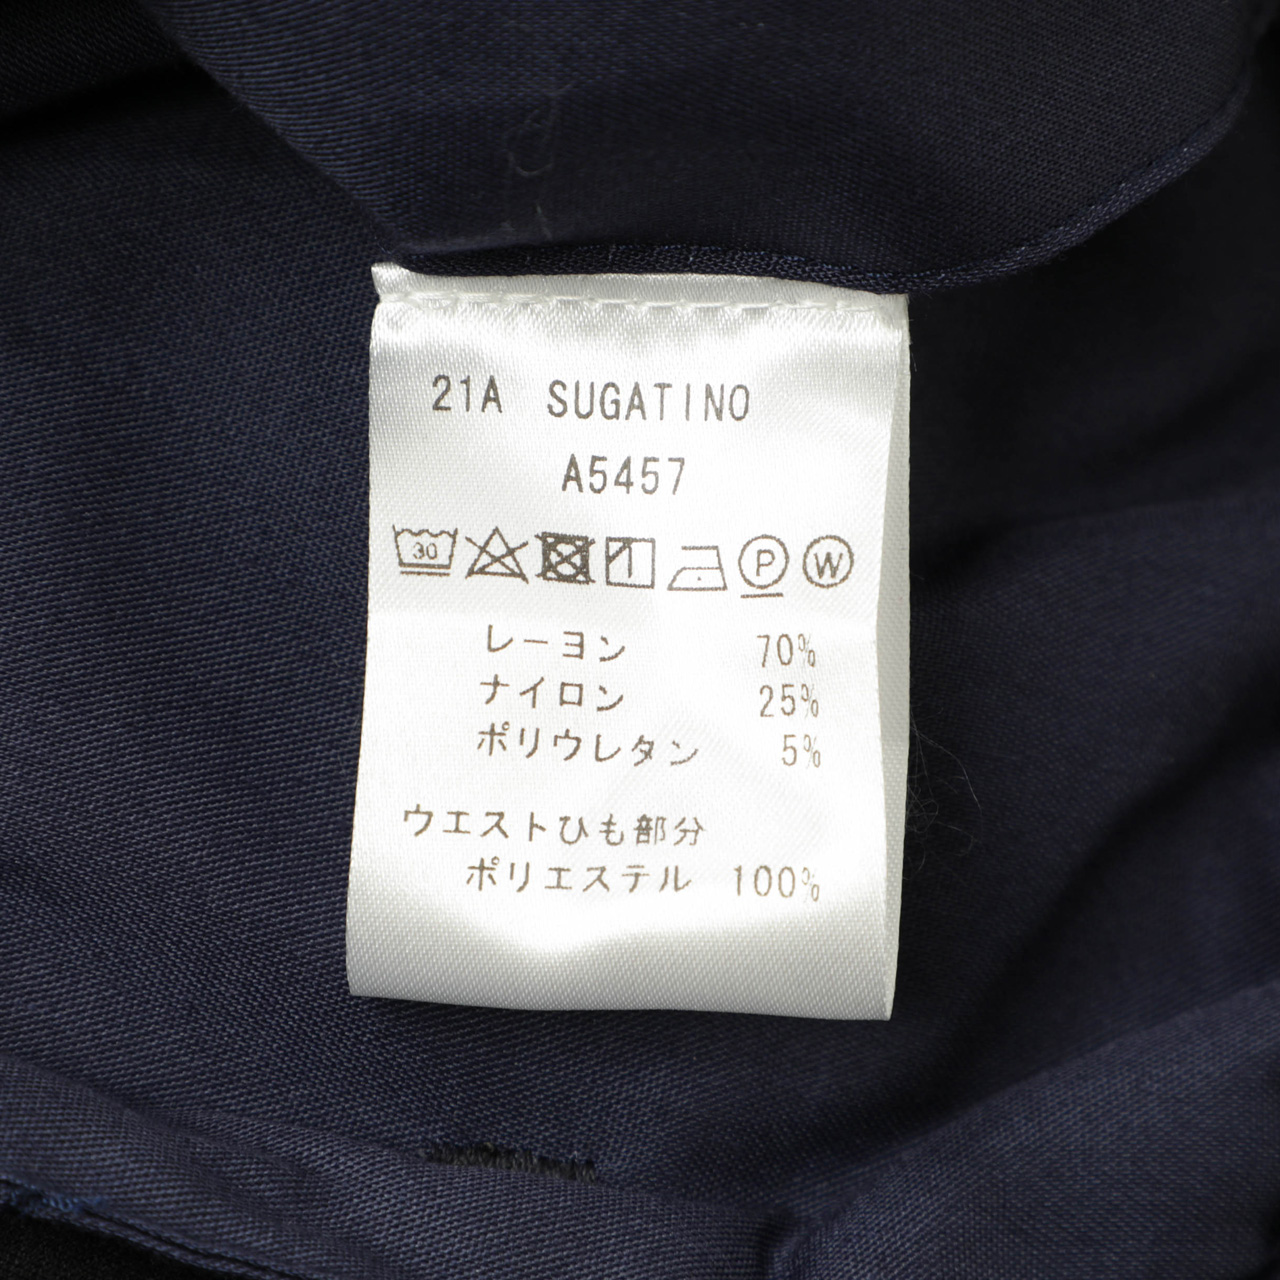 21A SUGATINO
A5457
30 P W
レーヨン 70%
ナイロン 25%
ポリウレタン 5%
ウエストひも部分
ポリエステル 100%